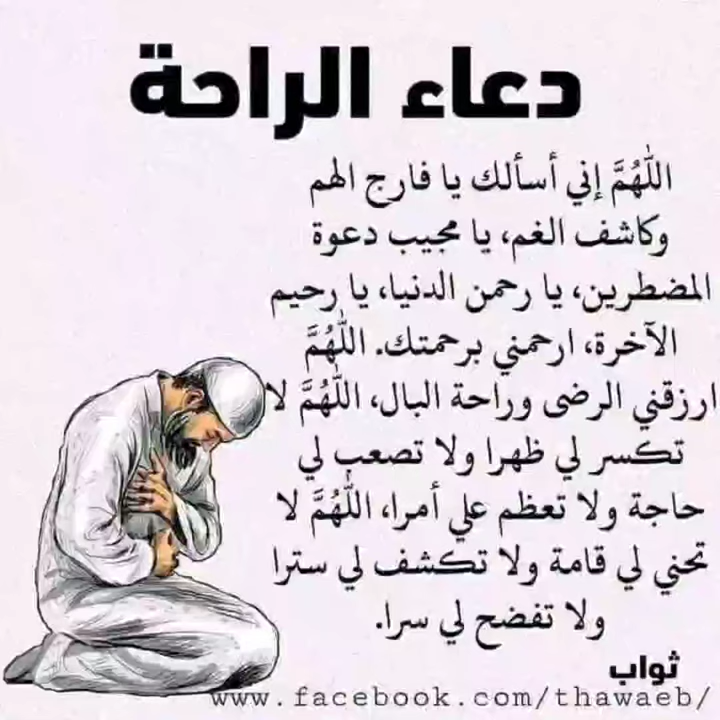 دعاء الراحة
اللّٰهُمَّ إني أسألك يا فارج الهم
وكاشف الغم، يا مجيب دعوة
المضطرين، يا رحمن الدنيا، يا رحيم
الآخرة، ارحمني برحمتك. اللّٰهُمَّ
ارزقني الرضى وراحة البال، اللّٰهُمَّ لا
تكسر لي ظهرا ولا تصعب لي
حاجة ولا تعظم علي أمرا، اللّٰهُمَّ لا
تحني لي قامة ولا تكشف لي سترا
ولا تفضح لي سرا.
ثواب
www.facebook.com/thawaeb/